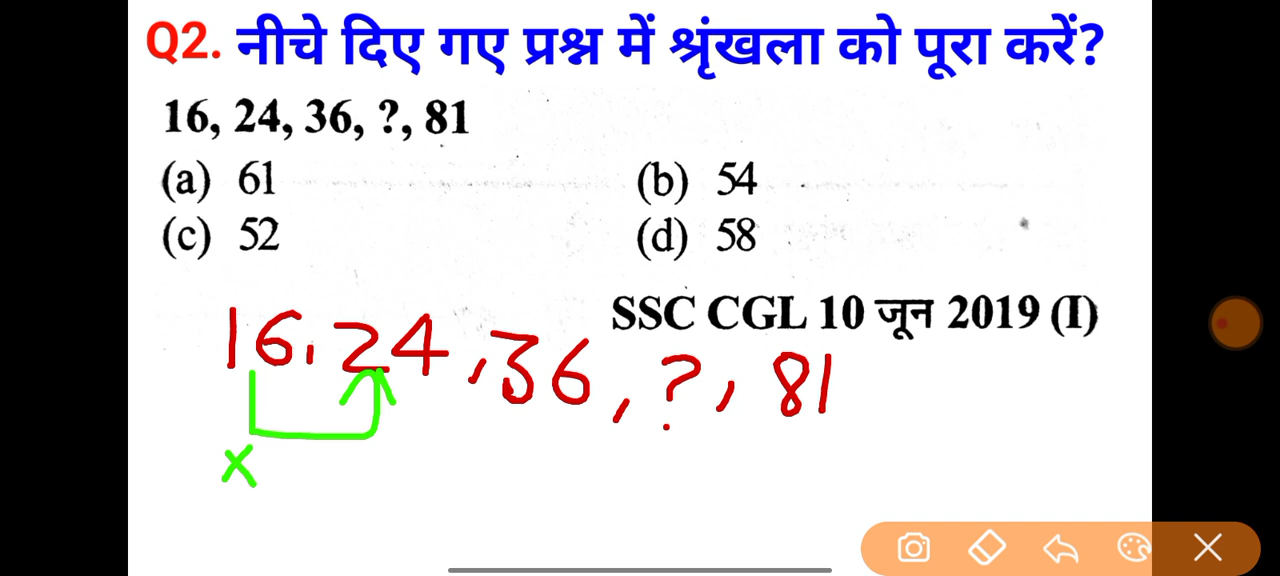 Q2. नीचे दिए गए प्रश्न में श्रृंखला को पूरा करें?
16, 24, 36, ?, 81
(a) 61 (b) 54
(c) 52 (d) 58
SSC CGL 10 जून 2019 (I)
16, 24, 36, ?, 81
×